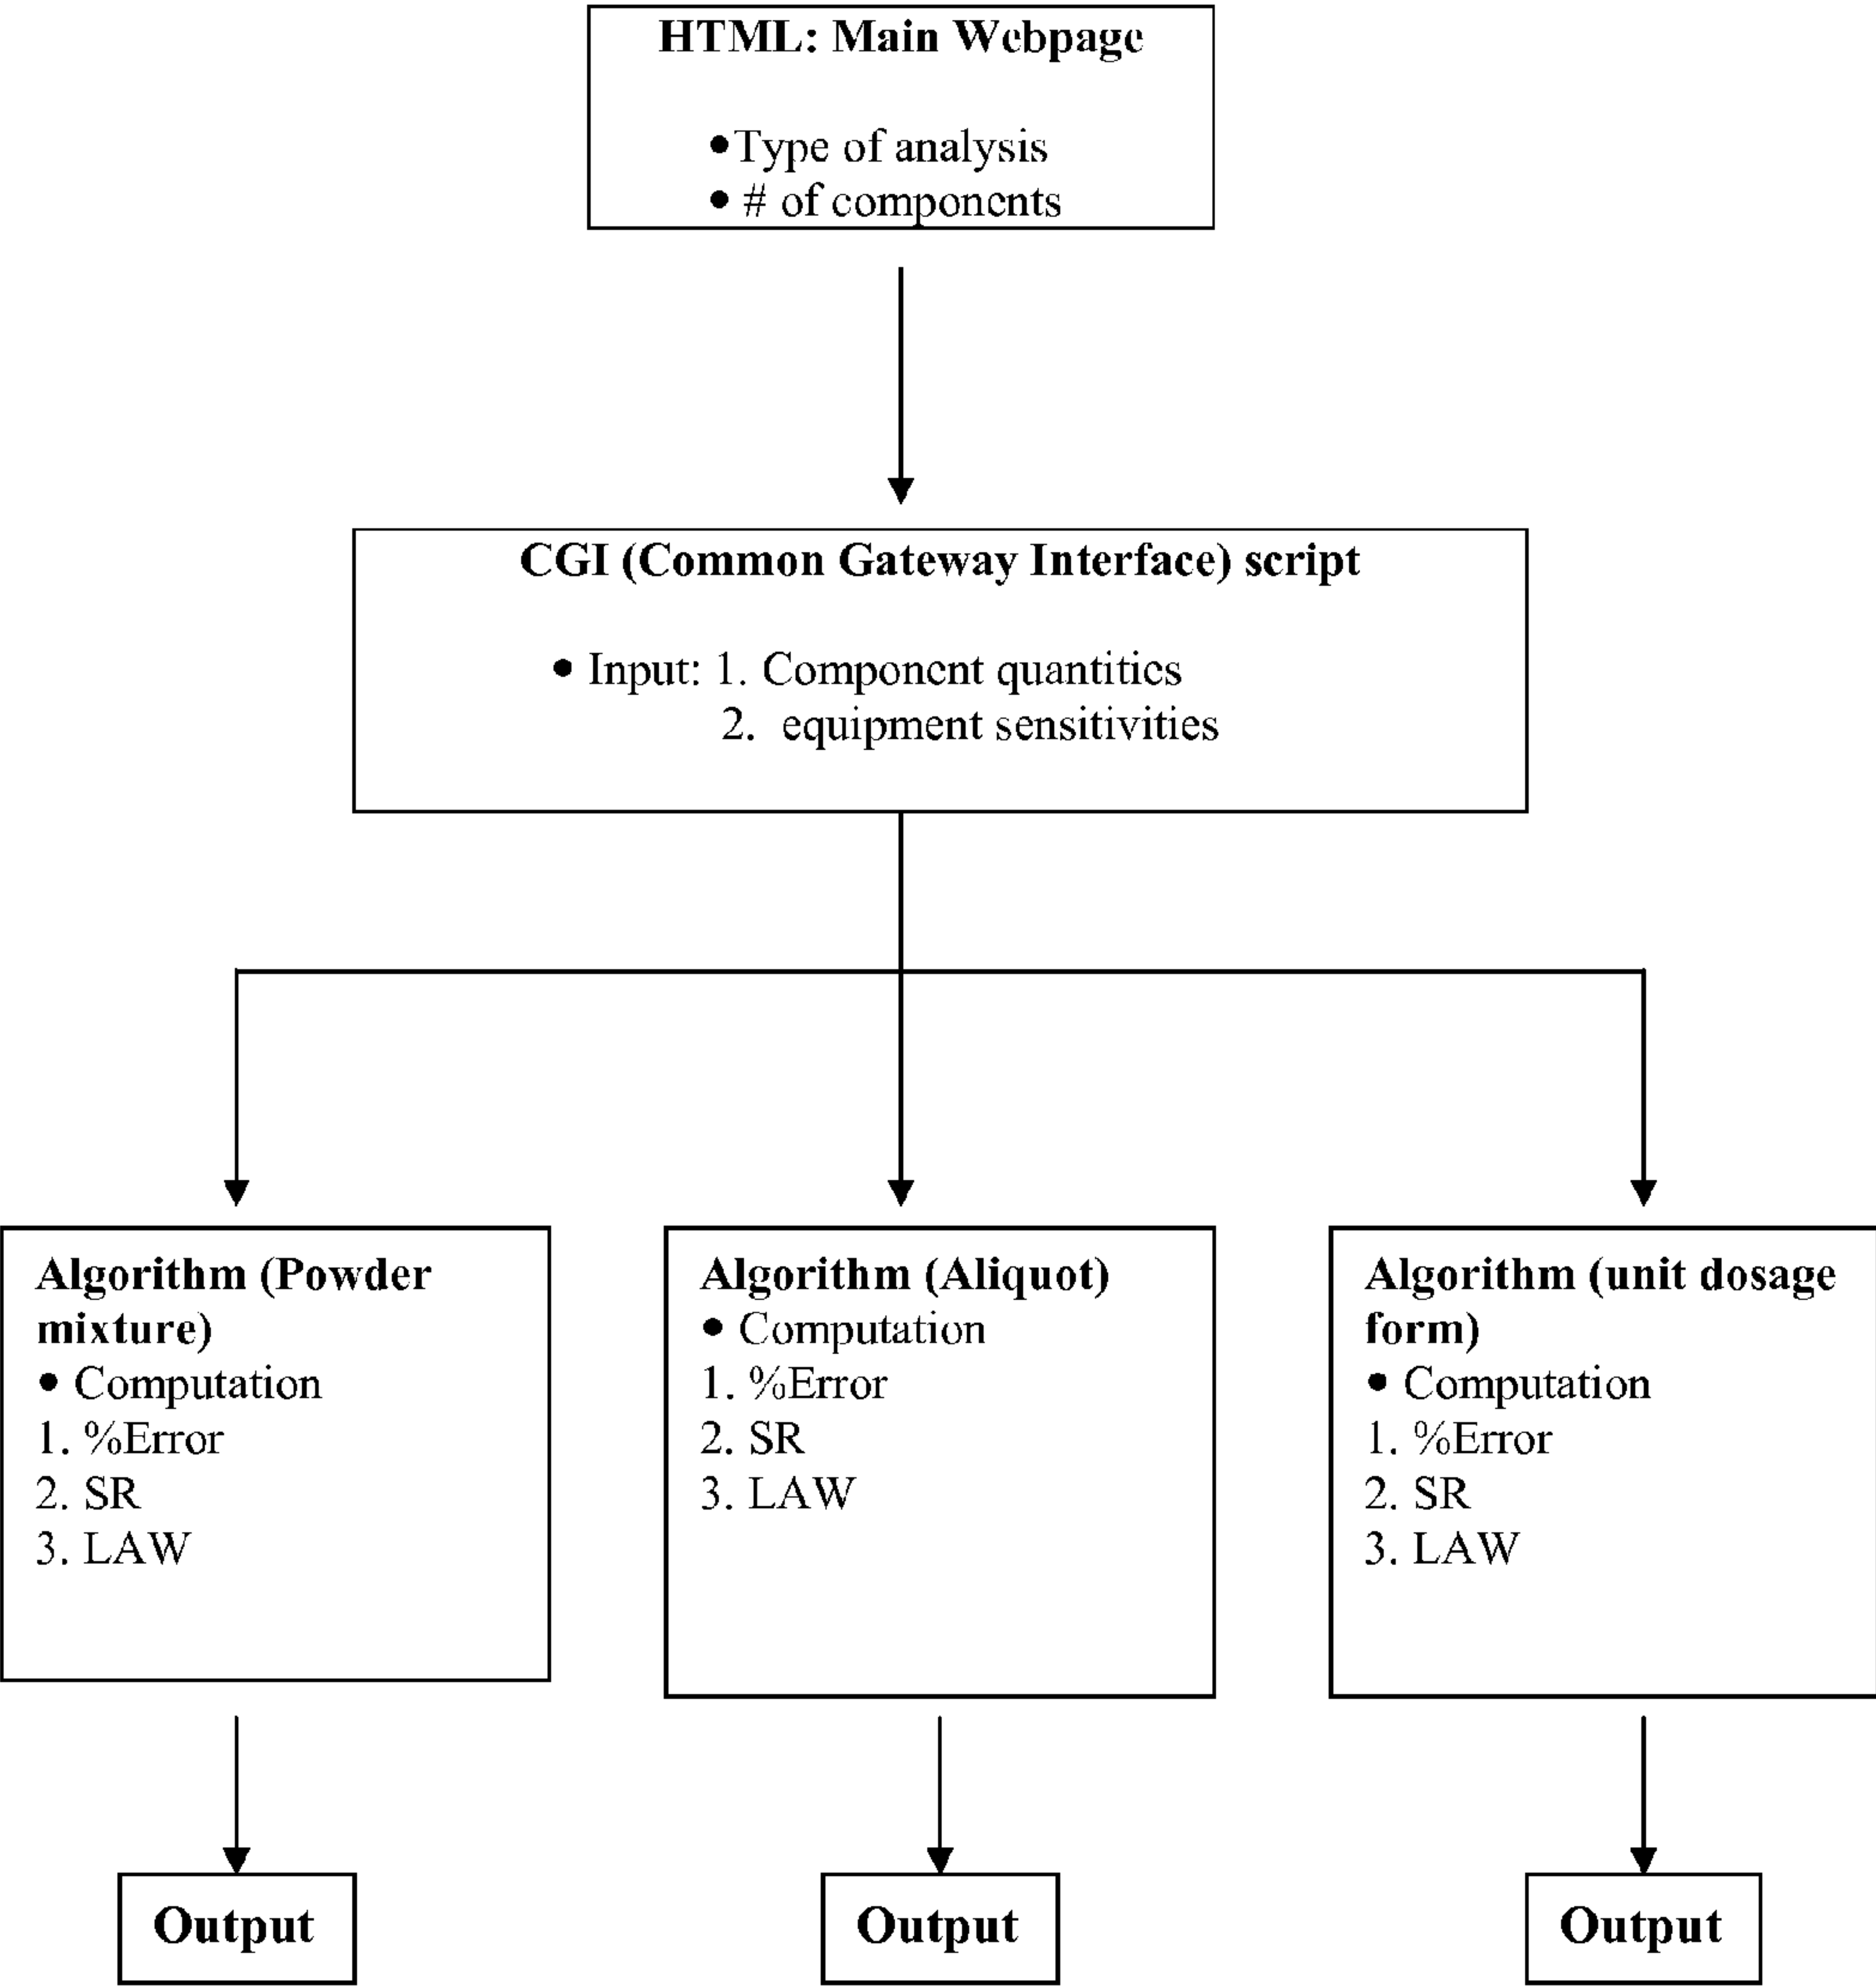 HTML: Main Webpage
•Type of analysis
• # of components
CGI (Common Gateway Interface) script
• Input: 1. Component quantities
2. equipment sensitivities
Algorithm (Powder
mixture)
• Computation
1. %Error
2. SR
3. LAW
Algorithm (Aliquot)
• Computation
1. %Error
2. SR
3. LAW
Algorithm (unit dosage
form)
• Computation
1. %Error
2. SR
3. LAW
Output
Output
Output